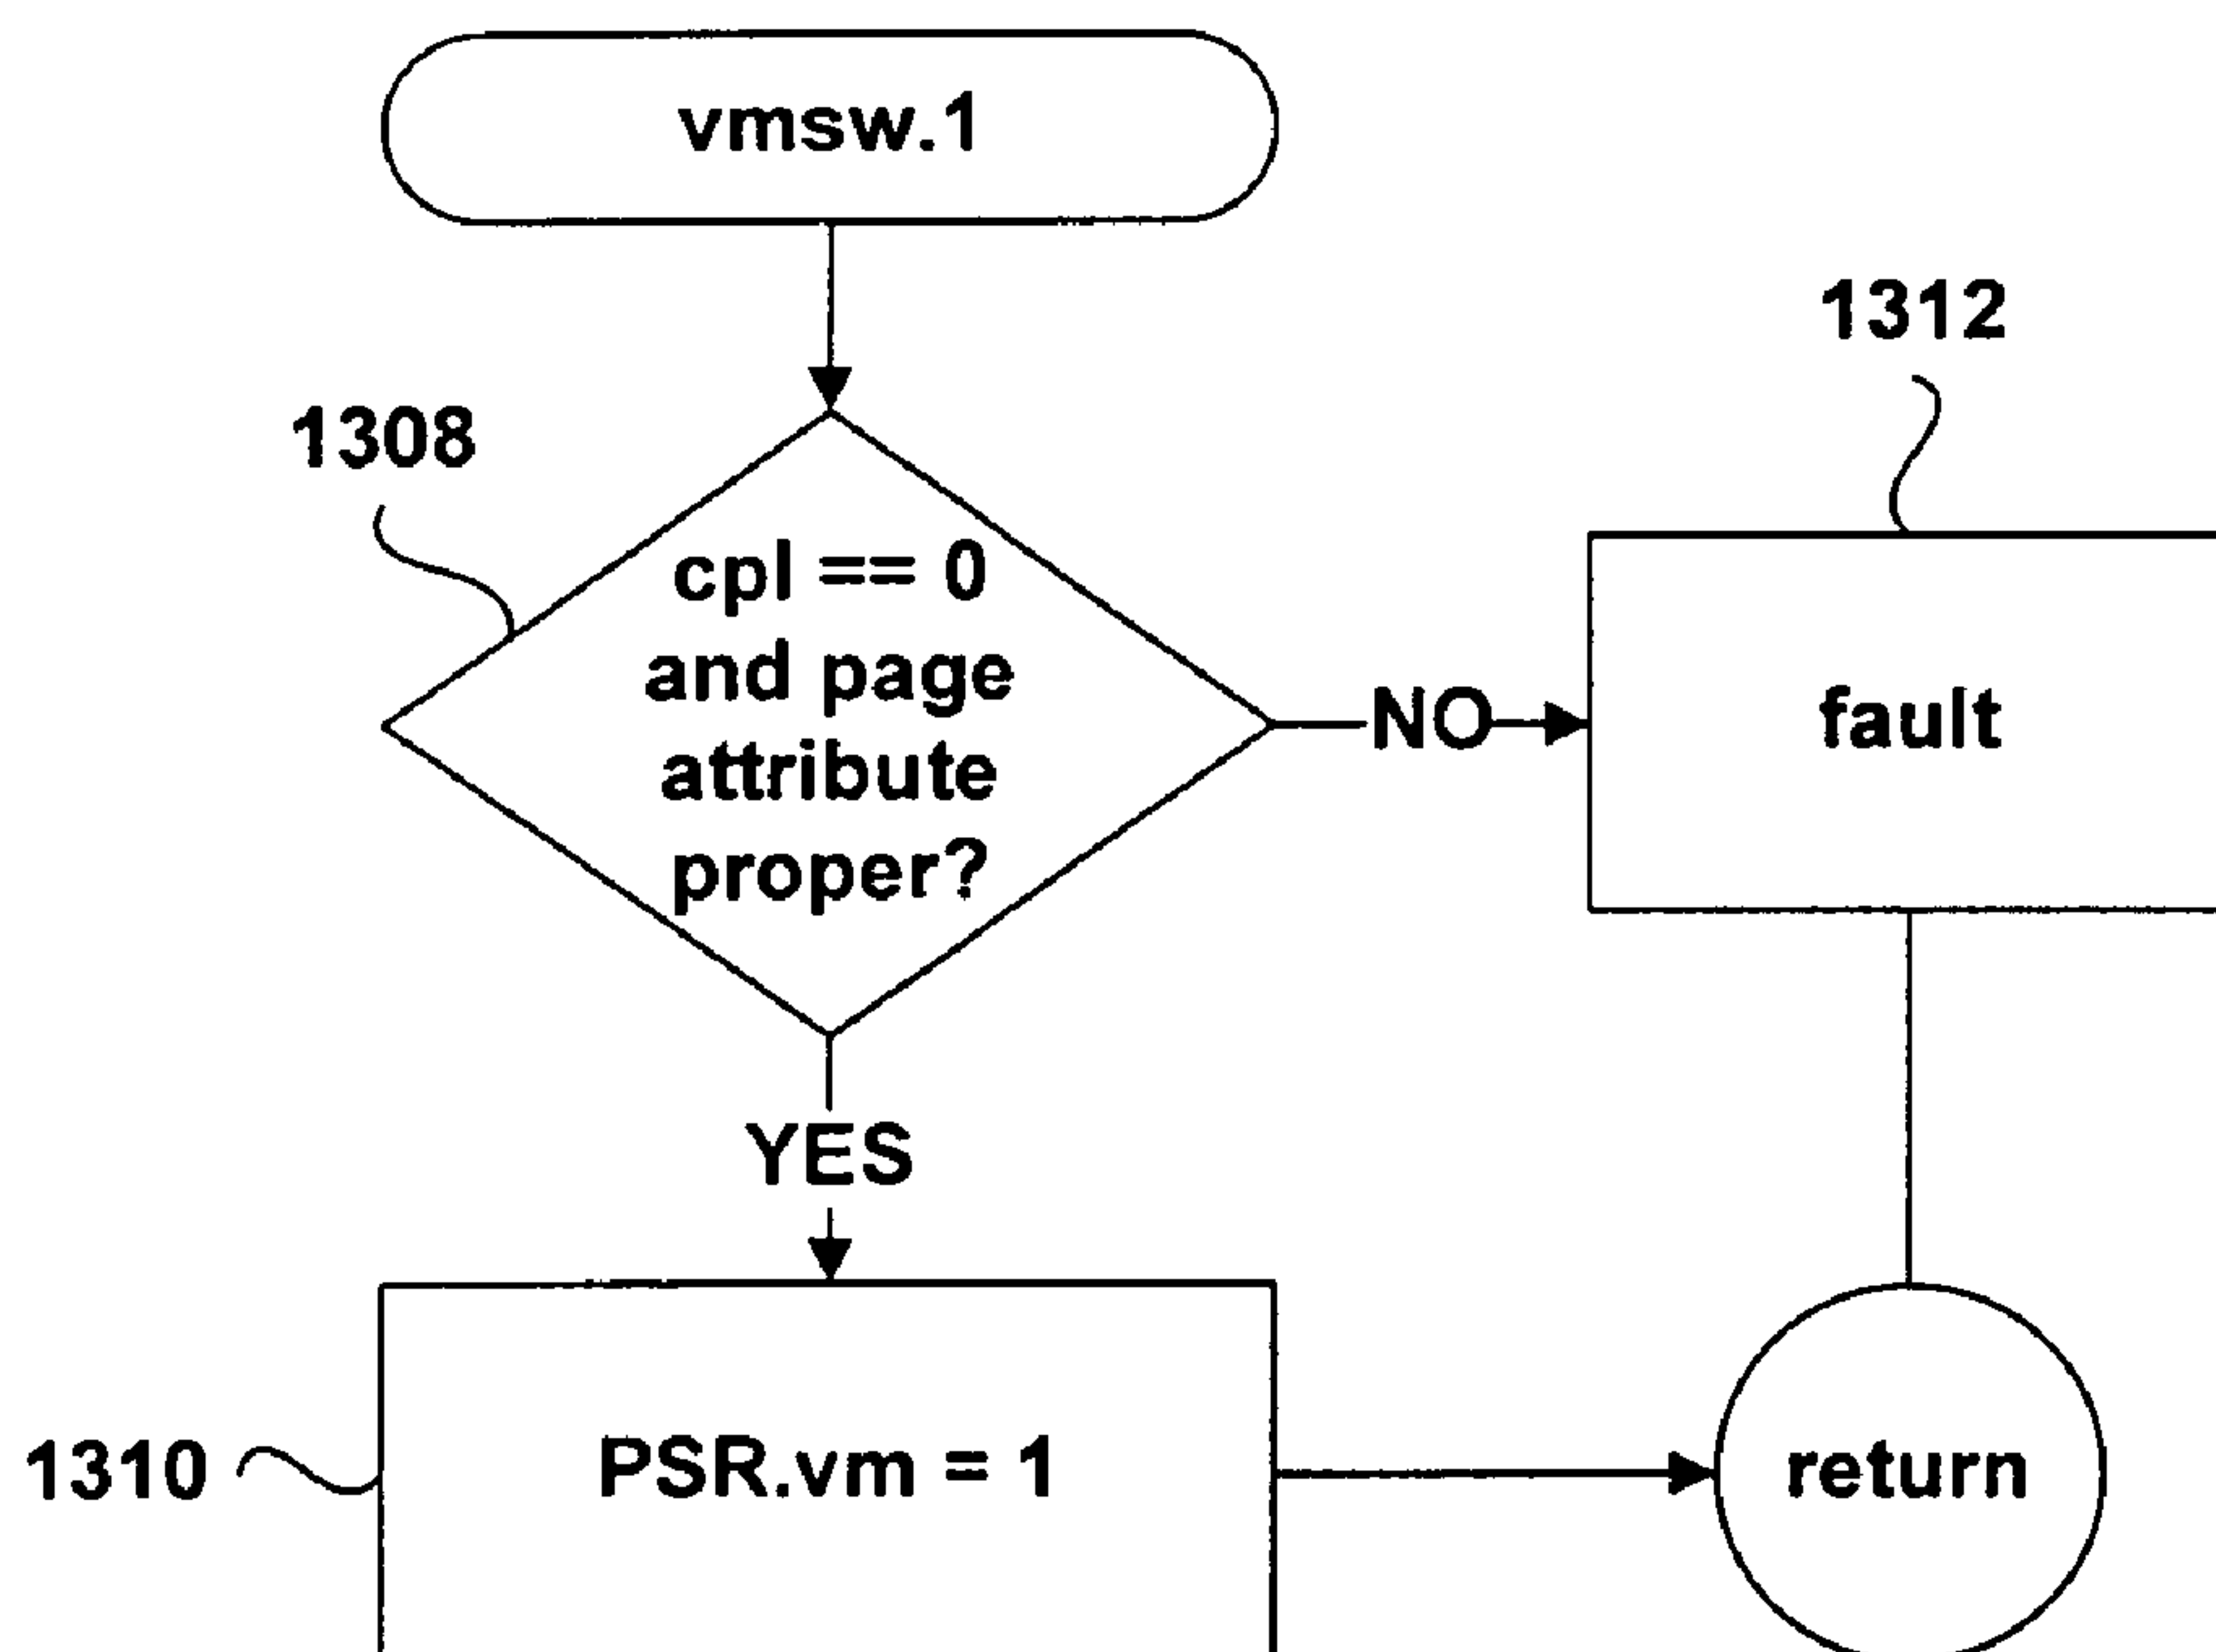 vmsw.1
1312
1308
cpl == 0
and page
attribute
proper?
NO
fault
YES
1310
PSR.vm = 1
return